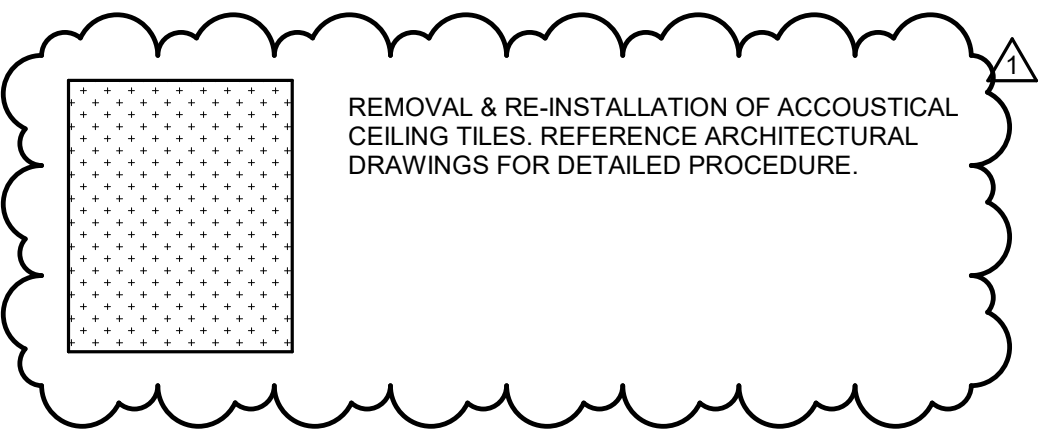 1
REMOVAL & RE-INSTALLATION OF ACCOUSTICAL
CEILING TILES. REFERENCE ARCHITECTURAL
DRAWINGS FOR DETAILED PROCEDURE.